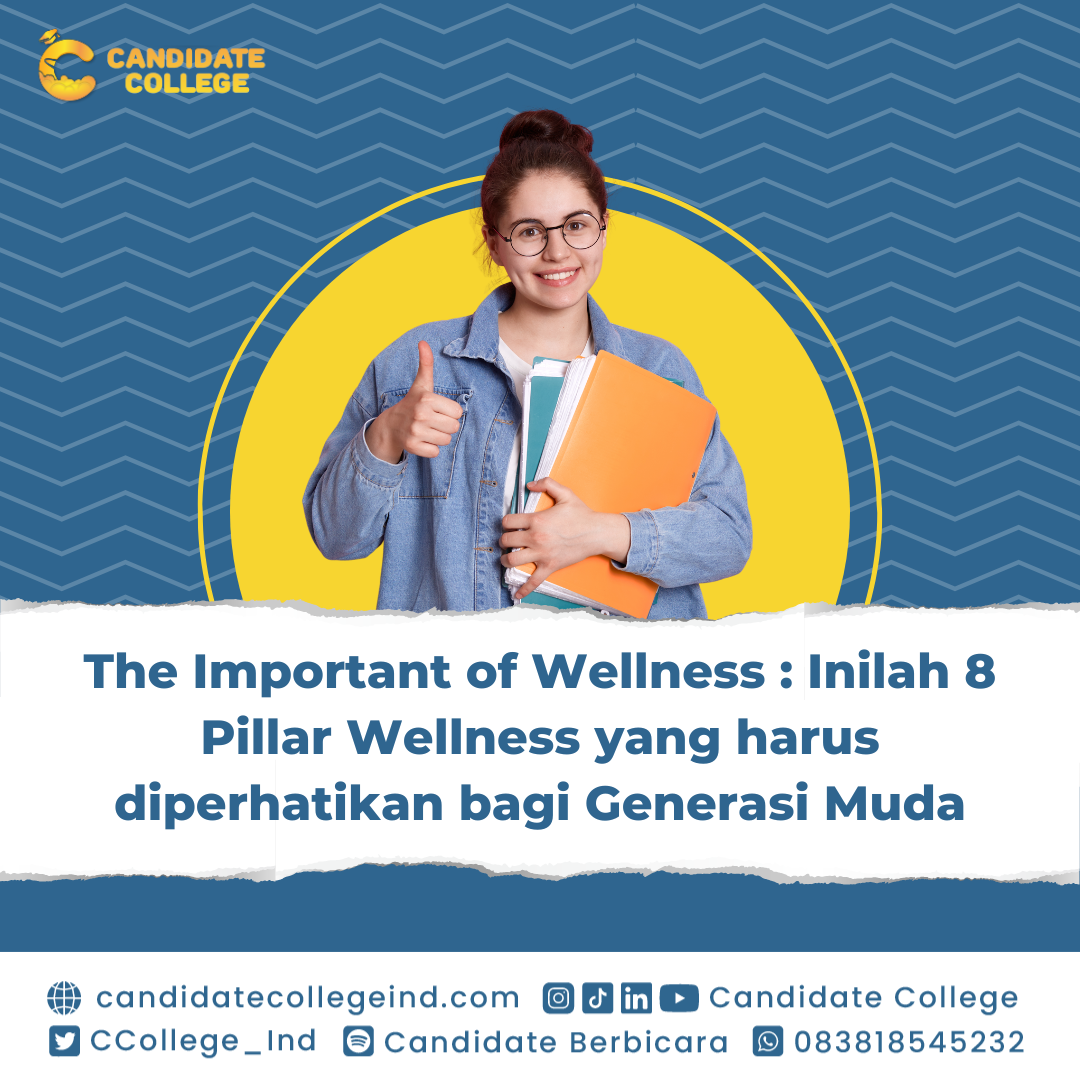 CANDIDATE
COLLEGE
The Important of Wellness : Inilah 8
Pillar Wellness yang harus
diperhatikan bagi Generasi Muda
candidatecollegeind.com Candidate College
CCollege_Ind Candidate Berbicara 083818545232